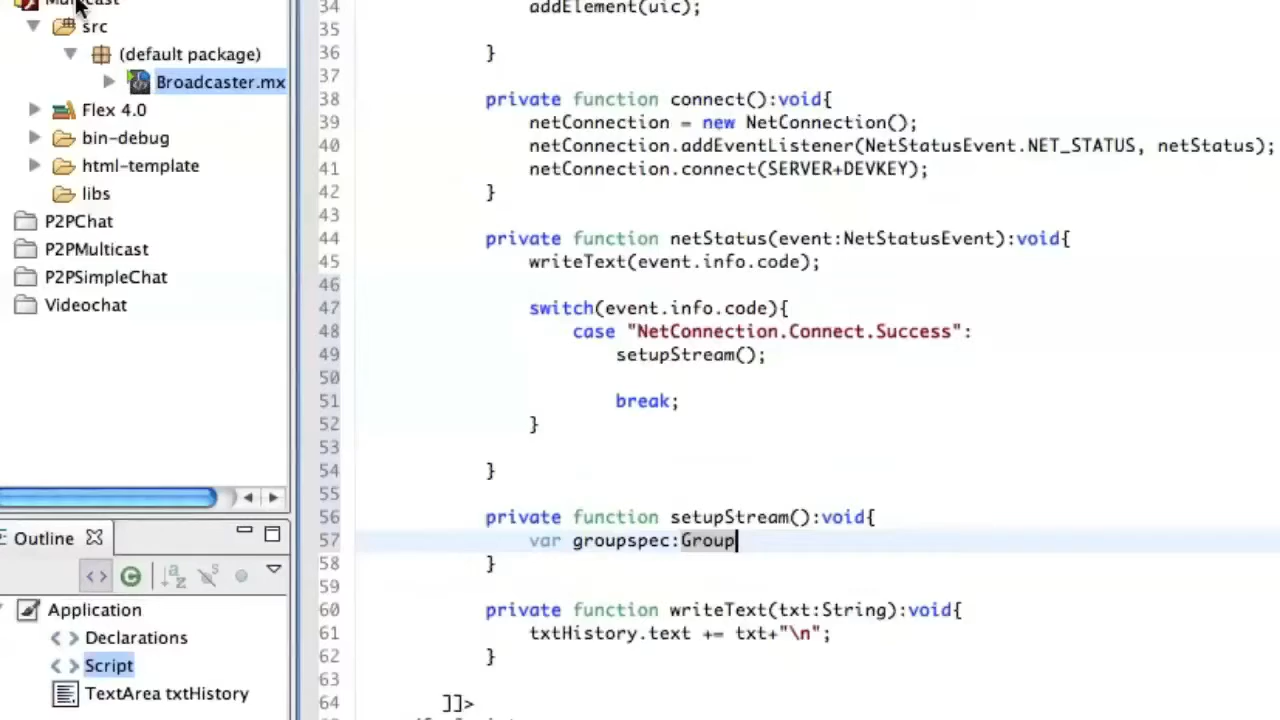 src
(default package)
Broadcaster.mx
Flex 4.0
bin-debug
html-template
libs
P2PChat
P2PMulticast
P2PSimpleChat
Videochat
Outline
Application
Declarations
Script
TextArea txtHistory
34 addElement(uic);
35
36 }
37
38 private function connect():void{
39 netConnection = new NetConnection();
40 netConnection.addEventListener(NetStatusEvent.NET_STATUS, netStatus);
41 netConnection.connect(SERVER+DEVKEY);
42 }
43
44 private function netStatus(event:NetStatusEvent):void{
45 writeText(event.info.code);
46
47 switch(event.info.code){
48 case "NetConnection.Connect.Success":
49 setupStream();
50
51 break;
52 }
53
54 }
55
56 private function setupStream():void{
57 var groupspec:Group
58 }
59
60 private function writeText(txt:String):void{
61 txtHistory.text += txt+"\n";
62 }
63
64 ]]>